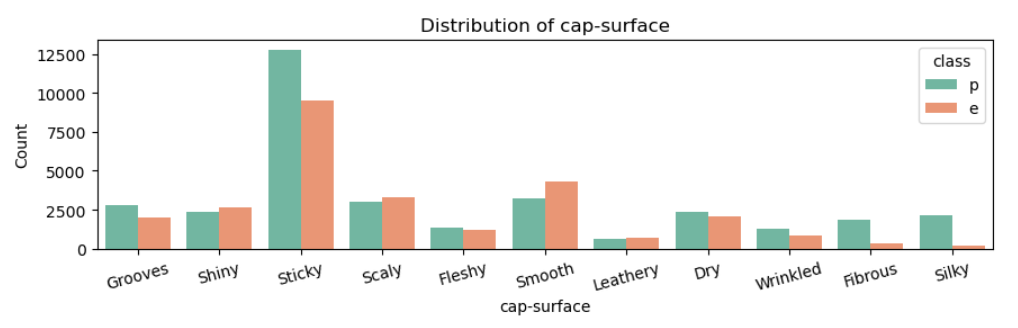 Distribution of cap-surface
12500
10000
7500
5000
2500
0
Count
class
p
e
Grooves Shiny Sticky Scaly Fleshy Smooth Leathery Dry Wrinkled Fibrous Silky
cap-surface